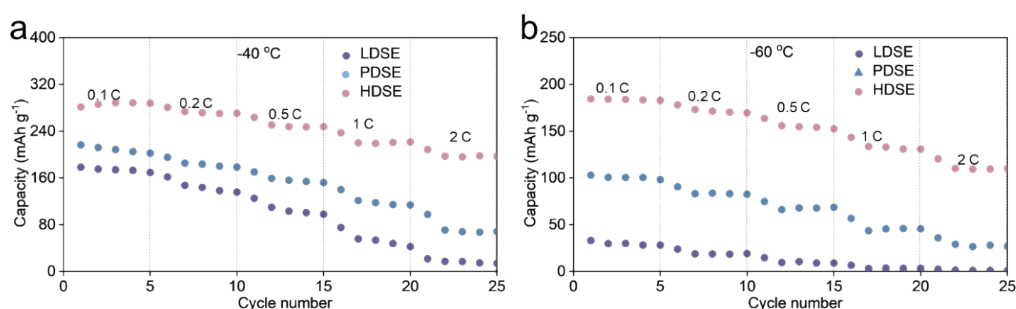 a
-40 °C
LDSE
PDSE
HDSE
0.1 C
0.2 C
0.5 C
1 C
2 C
Capacity (mAh g⁻¹)
400
320
240
160
80
0
0 5 10 15 20 25
Cycle number
b
-60 °C
LDSE
PDSE
HDSE
0.1 C
0.2 C
0.5 C
1 C
2 C
Capacity (mAh g⁻¹)
250
200
150
100
50
0
0 5 10 15 20 25
Cycle number